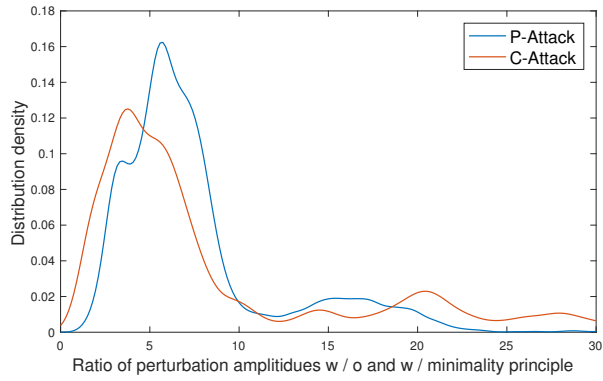 0.18
0.16
0.14
0.12
0.1
0.08
0.06
0.04
0.02
0
Distribution density
P-Attack
C-Attack
0 5 10 15 20 25 30
Ratio of perturbation amplitidues w / o and w / minimality principle